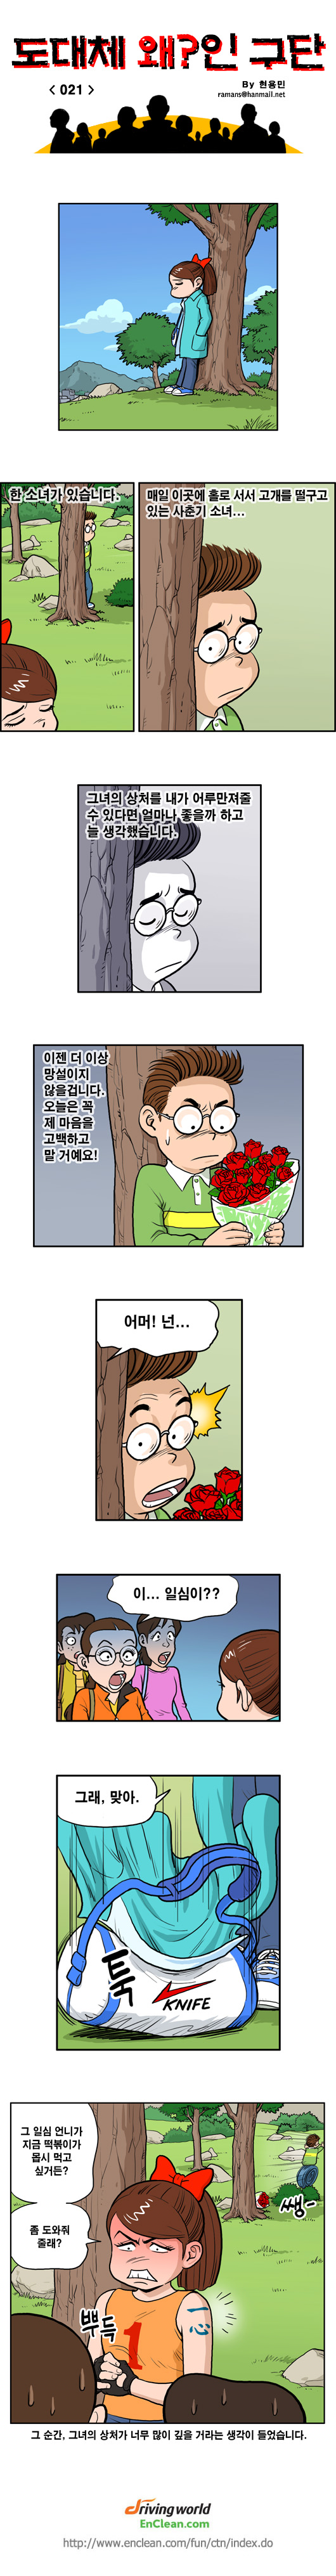 도대체 왜?인 구단
< 021 >
By 현용민
ramans@hanmail.net
한 소녀가 있습니다.
매일 이곳에 홀로 서서 고개를 떨구고
있는 사춘기 소녀...
그녀의 상처를 내가 어루만져줄
수 있다면 얼마나 좋을까 하고
늘 생각했습니다.
이젠 더 이상
망설이지
않을겁니다.
오늘은 꼭
제 마음을
고백하고
말 거예요!
어머! 넌...
이... 일심이??
그래, 맞아.
툭
KNIFE
그 일심 언니가
지금 떡볶이가
몹시 먹고
싶거든?
좀 도와줘
줄래?
쌩-
뿌득
1
一心
그 순간, 그녀의 상처가 너무 많이 깊을 거라는 생각이 들었습니다.
drivingworld
EnClean.com
http://www.enclean.com/fun/ctn/index.do